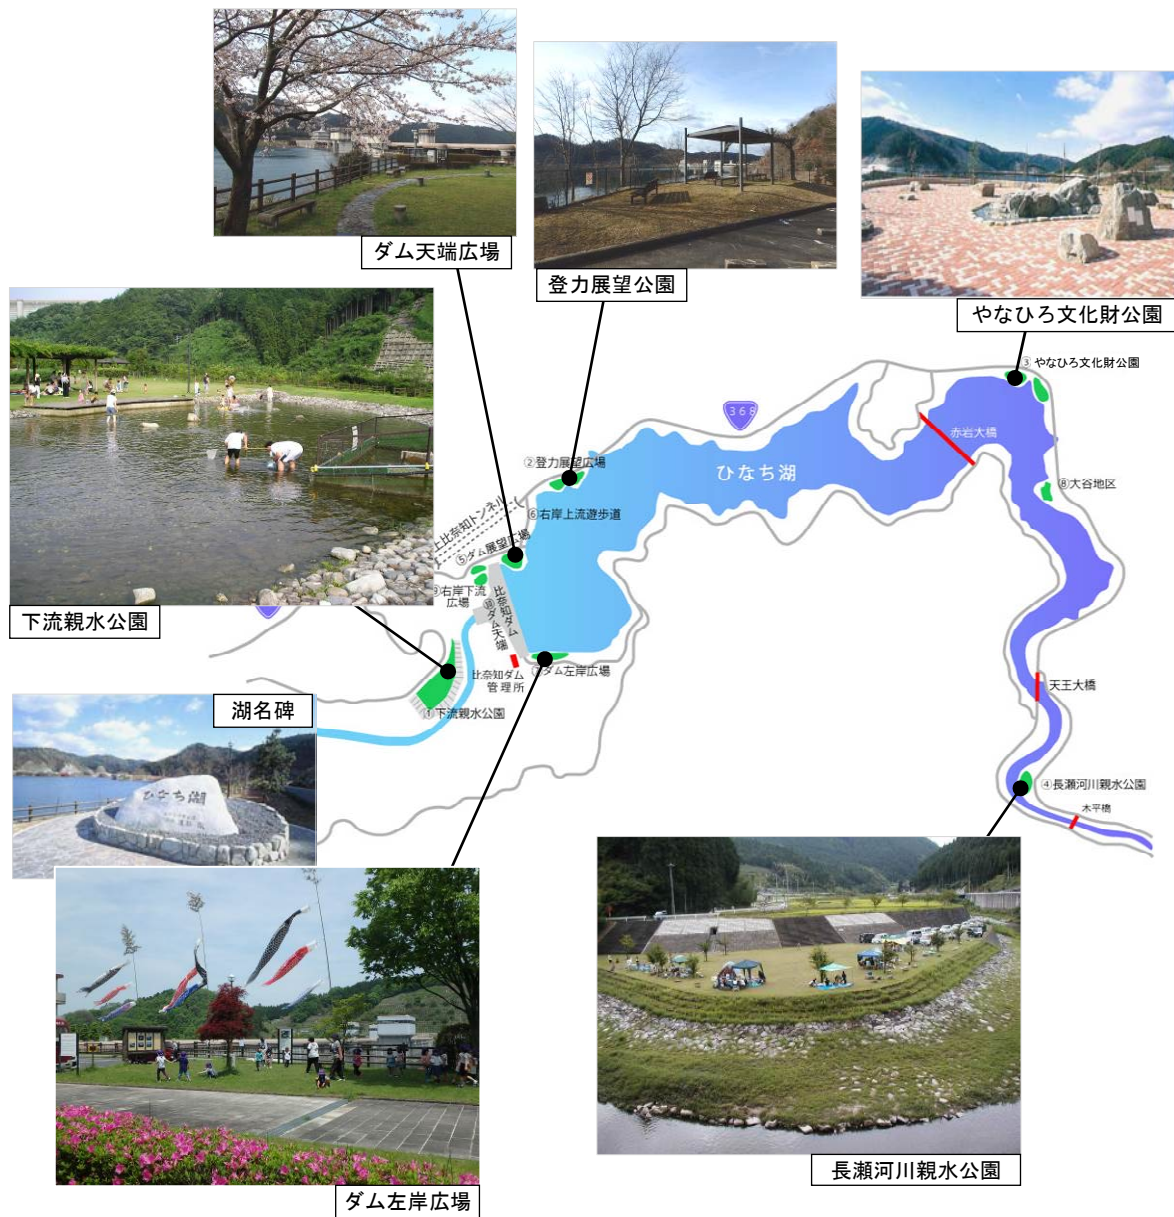 ダム天端広場
登力展望公園
やなひろ文化財公園
③やなひろ文化財公園
368
赤岩大橋
ひなち湖
②登力展望広場
⑧大谷地区
上比奈知トンネル
⑥右岸上流遊歩道
⑤ダム展望広場
⑨右岸下流
広場
比奈知ダム
⑩ダム天端
下流親水公園
ダム左岸広場
比奈知ダム
管理所
①下流親水公園
天王大橋
湖名碑
ひなち湖
④長瀬河川親水公園
木平橋
長瀬河川親水公園
ダム左岸広場